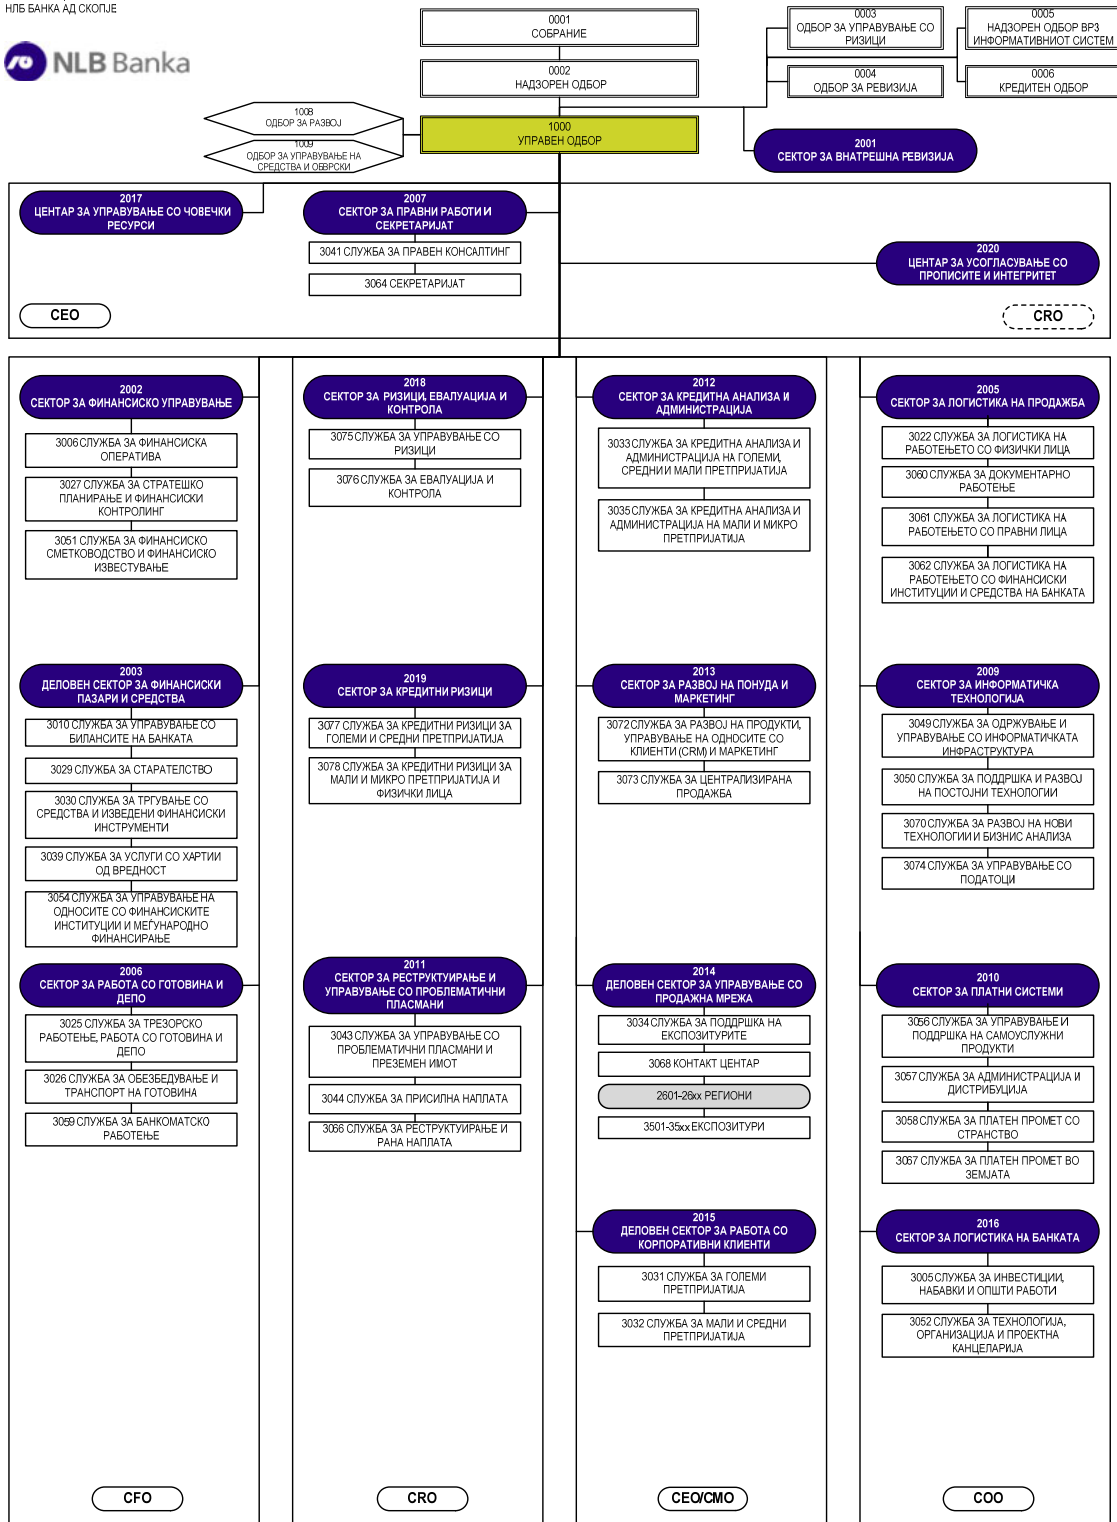 НЛБ БАНКА АД СКОПЈЕ
NLB Banka
0001
СОБРАНИЕ
0002
НАДЗОРЕН ОДБОР
0003
ОДБОР ЗА УПРАВУВАЊЕ СО
РИЗИЦИ
0005
НАДЗОРЕН ОДБОР ВРЗ
ИНФОРМАТИВНИОТ СИСТЕМ
0004
ОДБОР ЗА РЕВИЗИЈА
0006
КРЕДИТЕН ОДБОР
1008
ОДБОР ЗА РАЗВОЈ
1009
ОДБОР ЗА УПРАВУВАЊЕ НА
СРЕДСТВА И ОБВРСКИ
1000
УПРАВЕН ОДБОР
2001
СЕКТОР ЗА ВНАТРЕШНА РЕВИЗИЈА
2017
ЦЕНТАР ЗА УПРАВУВАЊЕ СО ЧОВЕЧКИ
РЕСУРСИ
2007
СЕКТОР ЗА ПРАВНИ РАБОТИ И
СЕКРЕТАРИЈАТ
3041 СЛУЖБА ЗА ПРАВЕН КОНСАЛТИНГ
3064 СЕКРЕТАРИЈАТ
2020
ЦЕНТАР ЗА УСОГЛАСУВАЊЕ СО
ПРОПИСИТЕ И ИНТЕГРИТЕТ
CEO
CRO
2002
СЕКТОР ЗА ФИНАНСИСКО УПРАВУВАЊЕ
3006 СЛУЖБА ЗА ФИНАНСИСКА
ОПЕРАТИВА
3027 СЛУЖБА ЗА СТРАТЕШКО
ПЛАНИРАЊЕ И ФИНАНСИСКИ
КОНТРОЛИНГ
3051 СЛУЖБА ЗА ФИНАНСИСКО
СМЕТКОВОДСТВО И ФИНАНСИСКО
ИЗВЕСТУВАЊЕ
2003
ДЕЛОВЕН СЕКТОР ЗА ФИНАНСИСКИ
ПАЗАРИ И СРЕДСТВА
3010 СЛУЖБА ЗА УПРАВУВАЊЕ СО
БИЛАНСИТЕ НА БАНКАТА
3029 СЛУЖБА ЗА СТАРАТЕЛСТВО
3030 СЛУЖБА ЗА ТРГУВАЊЕ СО
СРЕДСТВА И ИЗВЕДЕНИ ФИНАНСИСКИ
ИНСТРУМЕНТИ
3039 СЛУЖБА ЗА УСЛУГИ СО ХАРТИИ
ОД ВРЕДНОСТ
3054 СЛУЖБА ЗА УПРАВУВАЊЕ НА
ОДНОСИТЕ СО ФИНАНСИСКИТЕ
ИНСТИТУЦИИ И МЕЃУНАРОДНО
ФИНАНСИРАЊЕ
2006
СЕКТОР ЗА РАБОТА СО ГОТОВИНА И
ДЕПО
3025 СЛУЖБА ЗА ТРЕЗОРСКО
РАБОТЕЊЕ, РАБОТА СО ГОТОВИНА И
ДЕПО
3026 СЛУЖБА ЗА ОБЕЗБЕДУВАЊЕ И
ТРАНСПОРТ НА ГОТОВИНА
3059 СЛУЖБА ЗА БАНКОМАТСКО
РАБОТЕЊЕ
CFO
2018
СЕКТОР ЗА РИЗИЦИ, ЕВАЛУАЦИЈА И
КОНТРОЛА
3075 СЛУЖБА ЗА УПРАВУВАЊЕ СО
РИЗИЦИ
3076 СЛУЖБА ЗА ЕВАЛУАЦИЈА И
КОНТРОЛА
2019
СЕКТОР ЗА КРЕДИТНИ РИЗИЦИ
3077 СЛУЖБА ЗА КРЕДИТНИ РИЗИЦИ ЗА
ГОЛЕМИ И СРЕДНИ ПРЕТПРИЈАТИЈА
3078 СЛУЖБА ЗА КРЕДИТНИ РИЗИЦИ ЗА
МАЛИ И МИКРО ПРЕТПРИЈАТИЈА И
ФИЗИЧКИ ЛИЦА
2011
СЕКТОР ЗА РЕСТРУКТУИРАЊЕ И
УПРАВУВАЊЕ СО ПРОБЛЕМАТИЧНИ
ПЛАСМАНИ
3043 СЛУЖБА ЗА УПРАВУВАЊЕ СО
ПРОБЛЕМАТИЧНИ ПЛАСМАНИ И
ПРЕЗЕМЕН ИМОТ
3044 СЛУЖБА ЗА ПРИСИЛНА НАПЛАТА
3066 СЛУЖБА ЗА РЕСТРУКТУИРАЊЕ И
РАНА НАПЛАТА
CRO
2012
СЕКТОР ЗА КРЕДИТНА АНАЛИЗА И
АДМИНИСТРАЦИЈА
3033 СЛУЖБА ЗА КРЕДИТНА АНАЛИЗА И
АДМИНИСТРАЦИЈА НА ГОЛЕМИ,
СРЕДНИ И МАЛИ ПРЕТПРИЈАТИЈА
3035 СЛУЖБА ЗА КРЕДИТНА АНАЛИЗА И
АДМИНИСТРАЦИЈА НА МАЛИ И МИКРО
ПРЕТПРИЈАТИЈА
2013
СЕКТОР ЗА РАЗВОЈ НА ПОНУДА И
МАРКЕТИНГ
3072 СЛУЖБА ЗА РАЗВОЈ НА ПРОДУКТИ,
УПРАВУВАЊЕ НА ОДНОСИТЕ СО
КЛИЕНТИ (CRM) И МАРКЕТИНГ
3073 СЛУЖБА ЗА ЦЕНТРАЛИЗИРАНА
ПРОДАЖБА
2014
ДЕЛОВЕН СЕКТОР ЗА УПРАВУВАЊЕ СО
ПРОДАЖНА МРЕЖА
3034 СЛУЖБА ЗА ПОДДРШКА НА
ЕКСПОЗИТУРИТЕ
3068 КОНТАКТ ЦЕНТАР
2601-26xx РЕГИОНИ
3501-35xx ЕКСПОЗИТУРИ
2015
ДЕЛОВЕН СЕКТОР ЗА РАБОТА СО
КОРПОРАТИВНИ КЛИЕНТИ
3031 СЛУЖБА ЗА ГОЛЕМИ
ПРЕТПРИЈАТИЈА
3032 СЛУЖБА ЗА МАЛИ И СРЕДНИ
ПРЕТПРИЈАТИЈА
CEO/CMO
2005
СЕКТОР ЗА ЛОГИСТИКА НА ПРОДАЖБА
3022 СЛУЖБА ЗА ЛОГИСТИКА НА
РАБОТЕЊЕТО СО ФИЗИЧКИ ЛИЦА
3060 СЛУЖБА ЗА ДОКУМЕНТАРНО
РАБОТЕЊЕ
3061 СЛУЖБА ЗА ЛОГИСТИКА НА
РАБОТЕЊЕТО СО ПРАВНИ ЛИЦА
3062 СЛУЖБА ЗА ЛОГИСТИКА НА
РАБОТЕЊЕТО СО ФИНАНСИСКИ
ИНСТИТУЦИИ И СРЕДСТВА НА БАНКАТА
2009
СЕКТОР ЗА ИНФОРМАТИЧКА
ТЕХНОЛОГИЈА
3049 СЛУЖБА ЗА ОДРЖУВАЊЕ И
УПРАВУВАЊЕ СО ИНФОРМАТИЧКАТА
ИНФРАСТРУКТУРА
3050 СЛУЖБА ЗА ПОДДРШКА И РАЗВОЈ
НА ПОСТОЈНИ ТЕХНОЛОГИИ
3070 СЛУЖБА ЗА РАЗВОЈ НА НОВИ
ТЕХНОЛОГИИ И БИЗНИС АНАЛИЗА
3074 СЛУЖБА ЗА УПРАВУВАЊЕ СО
ПОДАТОЦИ
2010
СЕКТОР ЗА ПЛАТНИ СИСТЕМИ
3056 СЛУЖБА ЗА УПРАВУВАЊЕ И
ПОДДРШКА НА САМОУСЛУЖНИ
ПРОДУКТИ
3057 СЛУЖБА ЗА АДМИНИСТРАЦИЈА И
ДИСТРИБУЦИЈА
3058 СЛУЖБА ЗА ПЛАТЕН ПРОМЕТ СО
СТРАНСТВО
3067 СЛУЖБА ЗА ПЛАТЕН ПРОМЕТ ВО
ЗЕМЈАТА
2016
СЕКТОР ЗА ЛОГИСТИКА НА БАНКАТА
3005 СЛУЖБА ЗА ИНВЕСТИЦИИ,
НАБАВКИ И ОПШТИ РАБОТИ
3052 СЛУЖБА ЗА ТЕХНОЛОГИЈА,
ОРГАНИЗАЦИЈА И ПРОЕКТНА
КАНЦЕЛАРИЈА
COO